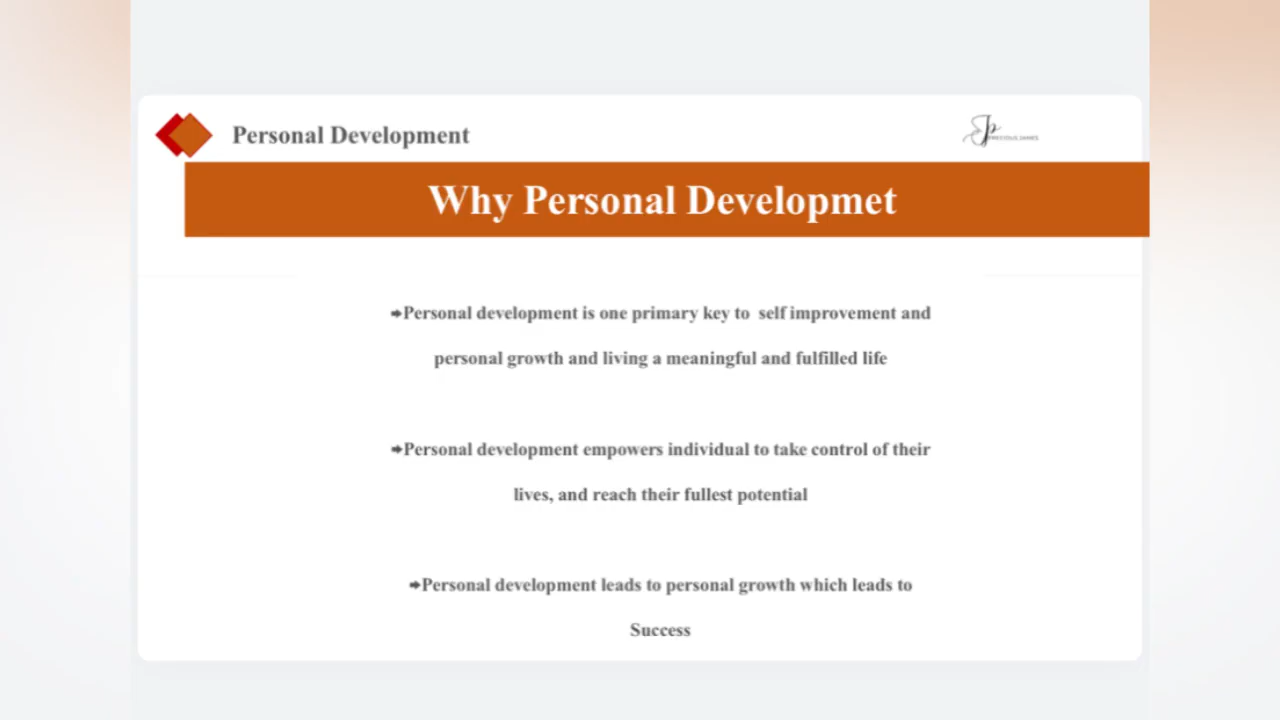 Personal Development
Why Personal Developmet
➡Personal development is one primary key to self improvement and
personal growth and living a meaningful and fulfilled life
➡Personal development empowers individual to take control of their
lives, and reach their fullest potential
➡Personal development leads to personal growth which leads to
Success